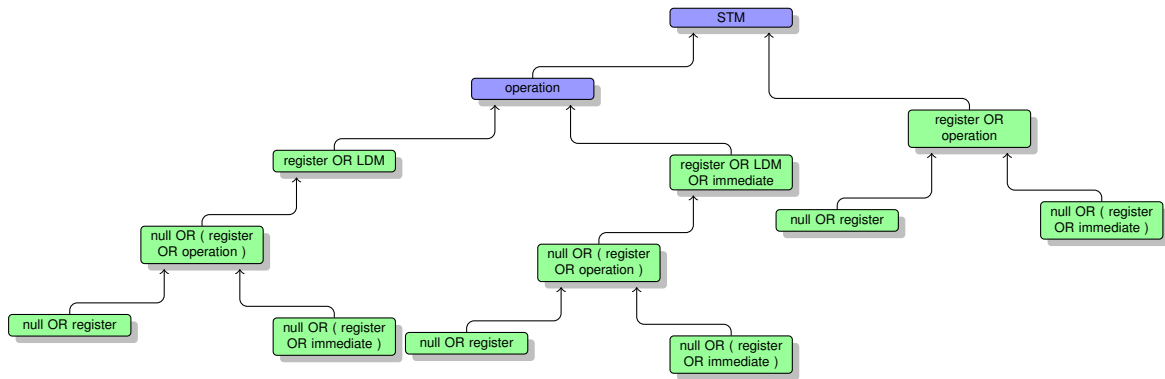 STM
operation
register OR
operation
register OR LDM
register OR LDM
OR immediate
null OR register
null OR ( register
OR immediate )
null OR ( register
OR operation )
null OR ( register
OR operation )
null OR register
null OR ( register
OR immediate )
null OR register
null OR ( register
OR immediate )